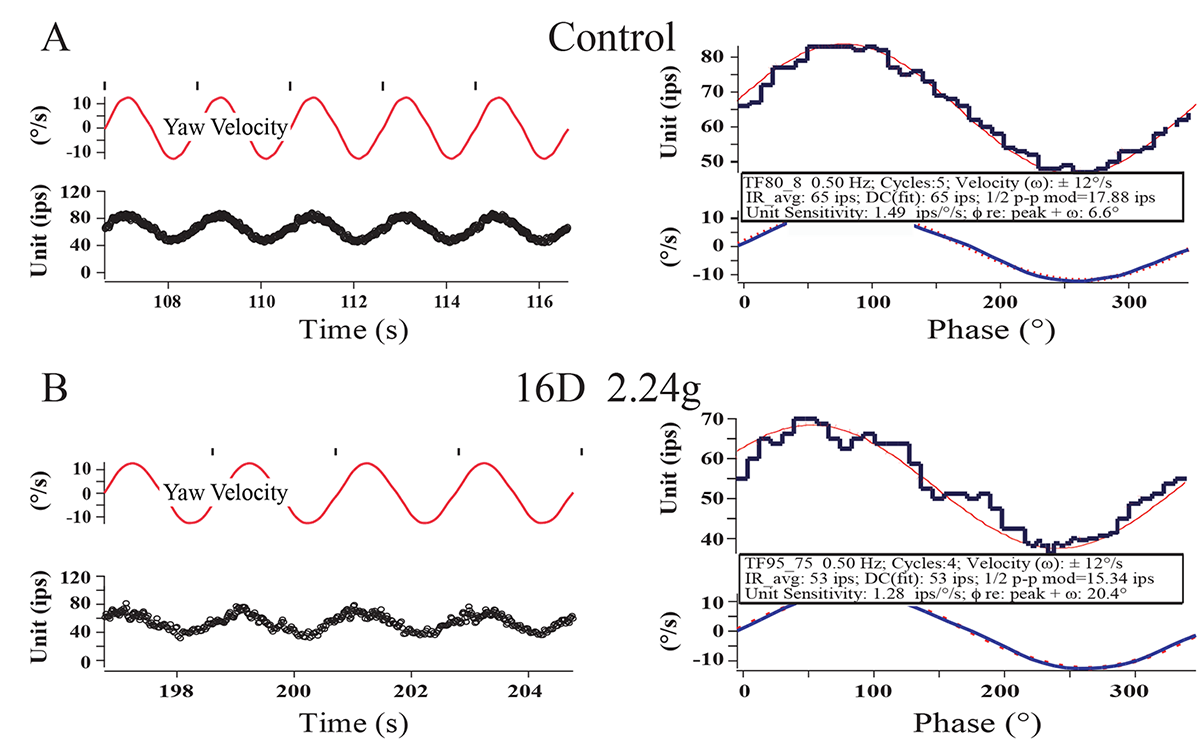 A
Control
(°/s)
10
0
-10
Yaw Velocity
Unit (ips)
120
80
40
0
108 110 112 114 116
Time (s)
Unit (ips)
80
70
60
50
TF80_8 0.50 Hz; Cycles:5; Velocity (ω): ± 12°/s
IR_avg: 65 ips; DC(fit): 65 ips; 1/2 p-p mod=17.88 ips
Unit Sensitivity: 1.49 ips/°/s; ϕ re: peak + ω: 6.6°
(°/s)
10
0
-10
0 100 200 300
Phase (°)
B
16D 2.24g
(°/s)
10
0
-10
Yaw Velocity
Unit (ips)
120
80
40
0
198 200 202 204
Time (s)
Unit (ips)
70
60
50
40
TF95_75 0.50 Hz; Cycles:4; Velocity (ω): ± 12°/s
IR_avg: 53 ips; DC(fit): 53 ips; 1/2 p-p mod=15.34 ips
Unit Sensitivity: 1.28 ips/°/s; ϕ re: peak + ω: 20.4°
(°/s)
10
0
-10
0 100 200 300
Phase (°)